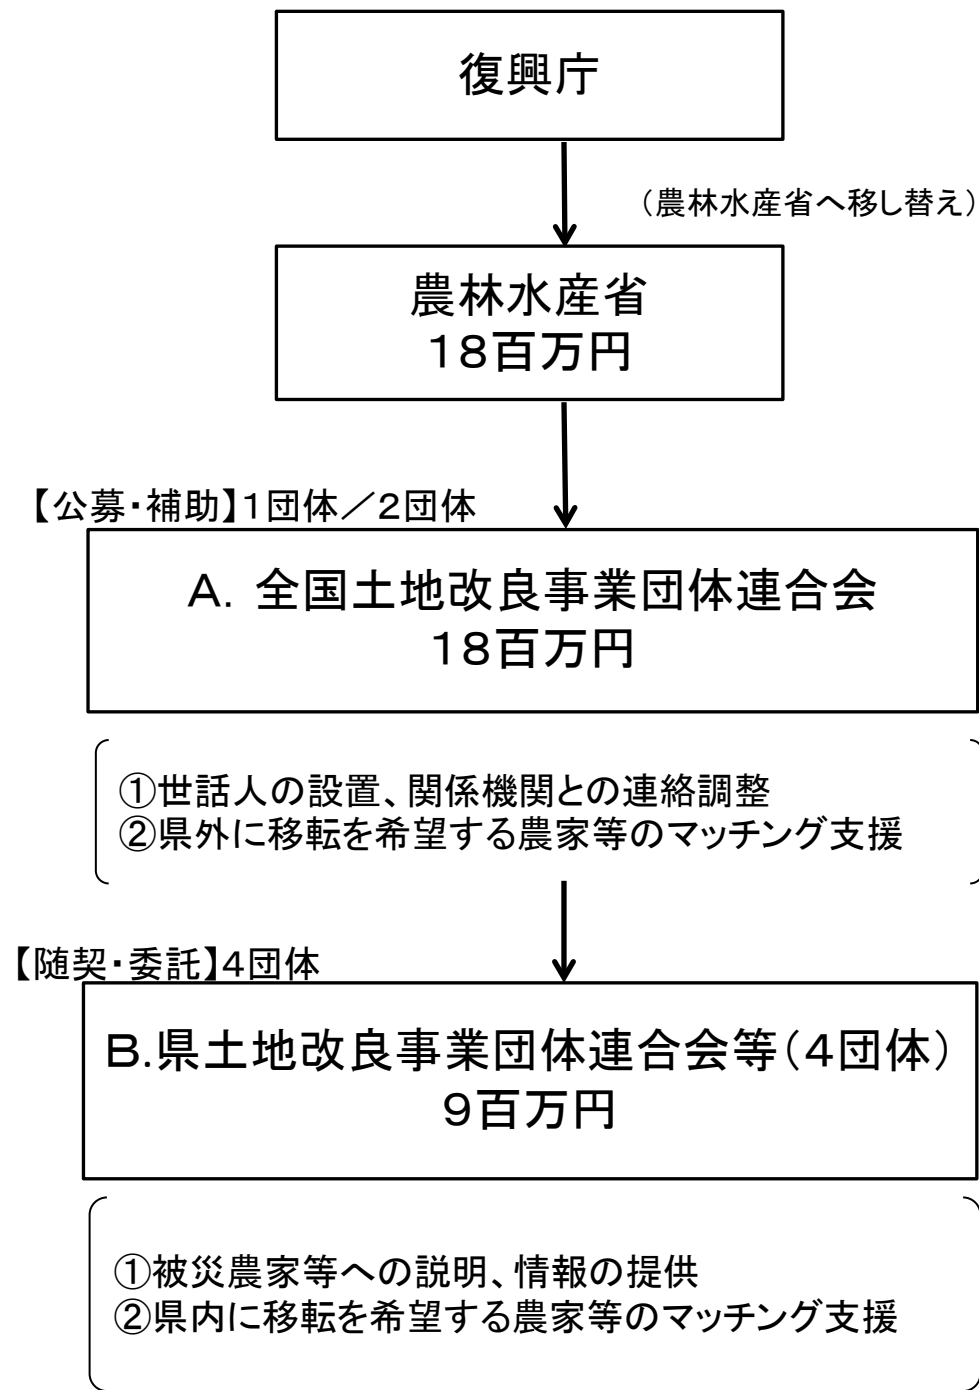 復興庁
（農林水産省へ移し替え）
農林水産省
１８百万円
【公募・補助】１団体／２団体
Ａ．全国土地改良事業団体連合会
１８百万円
①世話人の設置、関係機関との連絡調整
②県外に移転を希望する農家等のマッチング支援
【随契・委託】４団体
Ｂ.県土地改良事業団体連合会等（４団体）
９百万円
①被災農家等への説明、情報の提供
②県内に移転を希望する農家等のマッチング支援